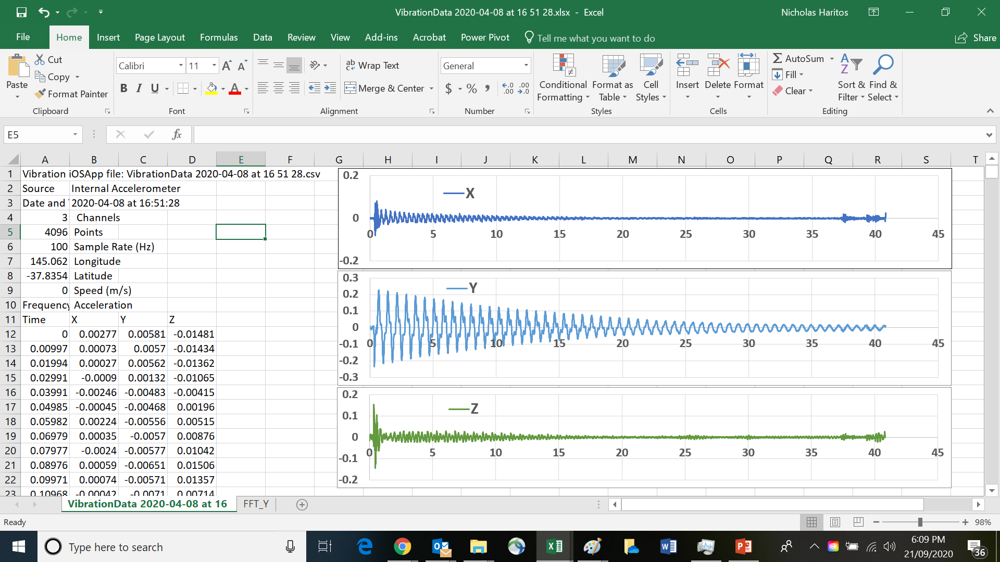 VibrationData 2020-04-08 at 16 51 28.xlsx - Excel
Nicholas Haritos
File Home Insert Page Layout Formulas Data Review View Add-ins Acrobat Power Pivot Tell me what you want to do Share
Paste
Cut
Copy
Format Painter
Clipboard
Calibri 11
B I U
Font
Wrap Text
Merge & Center
Alignment
General
$ % ,
Number
Conditional Formatting
Format as Table
Cell Styles
Styles
Insert Delete Format
Cells
AutoSum
Fill
Clear
Sort & Filter
Find & Select
Editing
E5
fx
A B C D E F G H I J K L M N O P Q R S T
1 Vibration iOSApp file: VibrationData 2020-04-08 at 16 51 28.csv
2 Source Internal Accelerometer
3 Date and 2020-04-08 at 16:51:28
4 3 Channels
5 4096 Points
6 100 Sample Rate (Hz)
7 145.062 Longitude
8 -37.8354 Latitude
9 0 Speed (m/s)
10 Frequency Acceleration
11 Time X Y Z
12 0 0.00277 0.00581 -0.01481
13 0.00997 0.00073 0.0057 -0.01434
14 0.01994 0.00027 0.00562 -0.01362
15 0.02991 -0.0009 0.00132 -0.01065
16 0.03991 -0.00246 -0.00483 -0.00415
17 0.04985 -0.00045 -0.00468 0.00196
18 0.05982 0.00224 -0.00556 0.00515
19 0.06979 0.00035 -0.0057 0.00876
20 0.07977 -0.0024 -0.00577 0.01042
21 0.08976 0.00059 -0.00651 0.01506
22 0.09971 0.00074 -0.00571 0.01357
23 0.10968 -0.00042 -0.0071 0.00714
X
0.2
0
-0.2
0 5 10 15 20 25 30 35 40 45
Y
0.3
0.2
0.1
0
-0.1
-0.2
-0.3
0 5 10 15 20 25 30 35 40 45
Z
0.2
0.1
0
-0.1
-0.2
0 5 10 15 20 25 30 35 40 45
VibrationData 2020-04-08 at 16 FFT_Y
Ready
98%
Type here to search
6:09 PM
21/09/2020
36